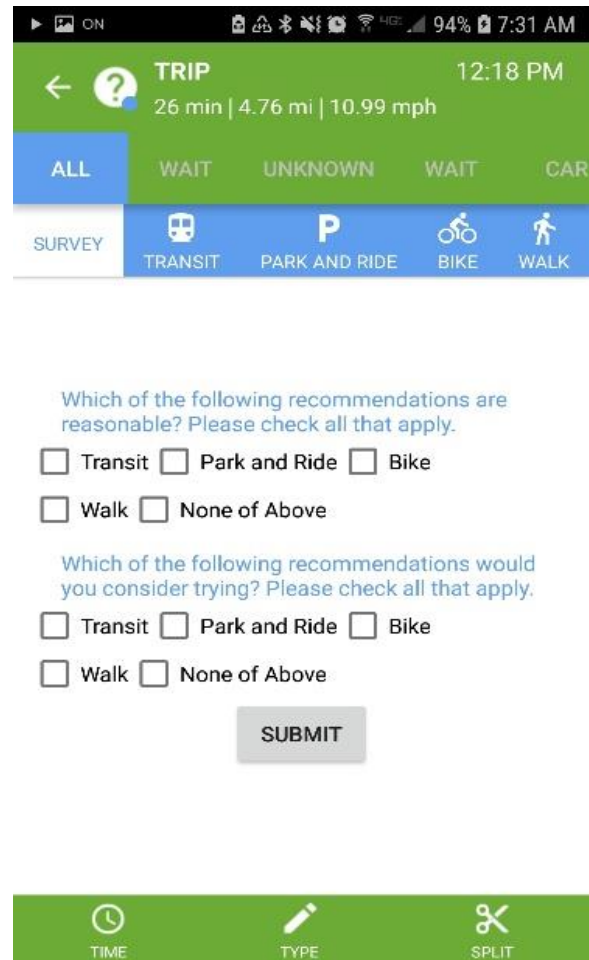 ON 94% 7:31 AM
TRIP 12:18 PM
26 min | 4.76 mi | 10.99 mph
ALL WAIT UNKNOWN WAIT CAR
SURVEY TRANSIT P PARK AND RIDE BIKE WALK
Which of the following recommendations are
reasonable? Please check all that apply.
Transit Park and Ride Bike
Walk None of Above
Which of the following recommendations would
you consider trying? Please check all that apply.
Transit Park and Ride Bike
Walk None of Above
SUBMIT
TIME TYPE SPLIT